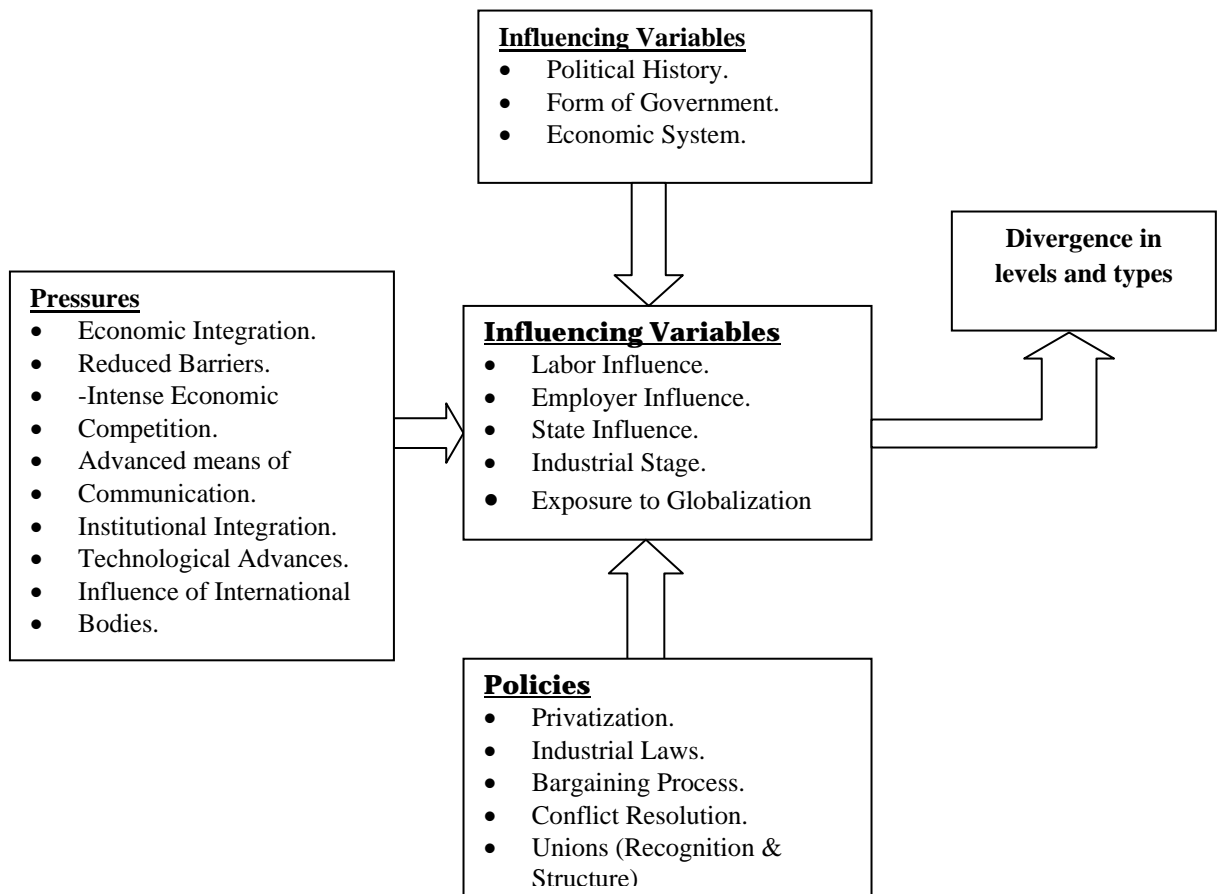 Influencing Variables
• Political History.
• Form of Government.
• Economic System.
Divergence in
levels and types
Pressures
• Economic Integration.
• Reduced Barriers.
• -Intense Economic
• Competition.
• Advanced means of
• Communication.
• Institutional Integration.
• Technological Advances.
• Influence of International
• Bodies.
Influencing Variables
• Labor Influence.
• Employer Influence.
• State Influence.
• Industrial Stage.
• Exposure to Globalization
Policies
• Privatization.
• Industrial Laws.
• Bargaining Process.
• Conflict Resolution.
• Unions (Recognition &
Structure)